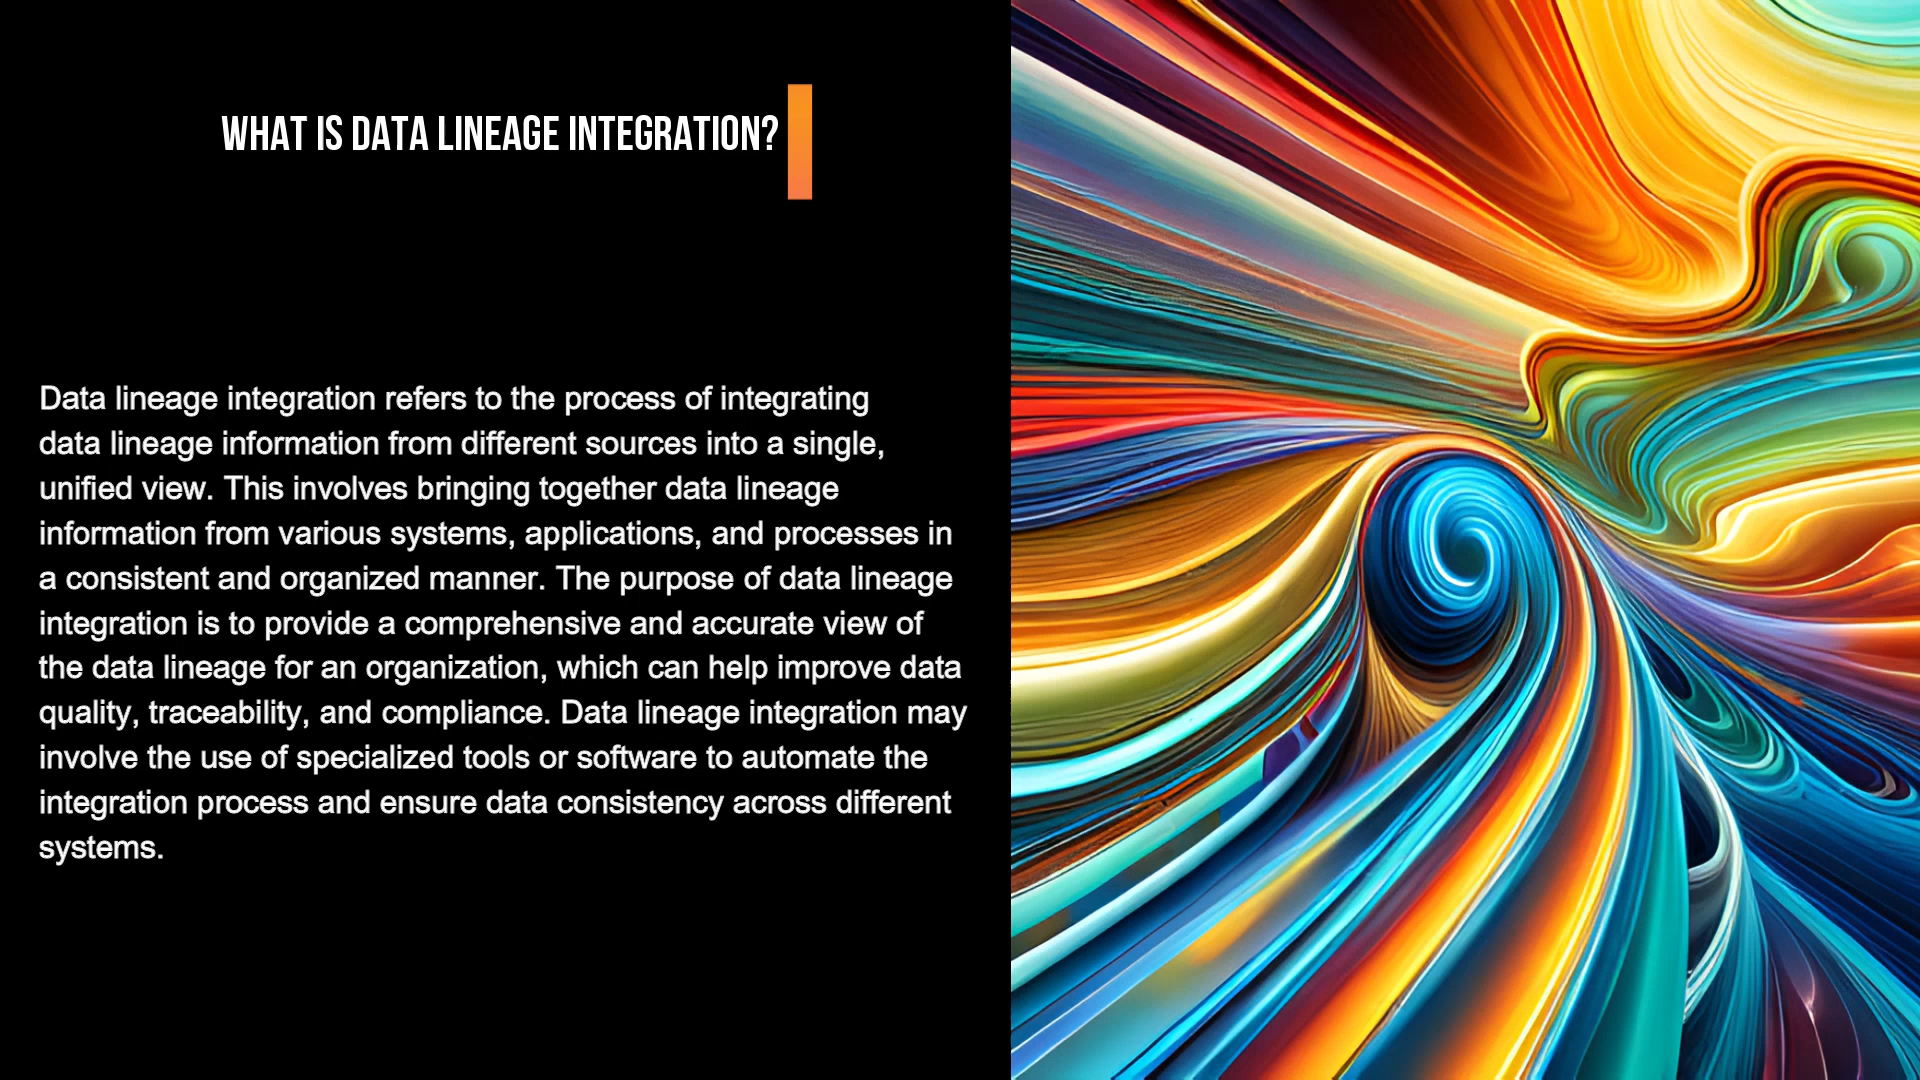 WHAT IS DATA LINEAGE INTEGRATION?
Data lineage integration refers to the process of integrating
data lineage information from different sources into a single,
unified view. This involves bringing together data lineage
information from various systems, applications, and processes in
a consistent and organized manner. The purpose of data lineage
integration is to provide a comprehensive and accurate view of
the data lineage for an organization, which can help improve data
quality, traceability, and compliance. Data lineage integration may
involve the use of specialized tools or software to automate the
integration process and ensure data consistency across different
systems.